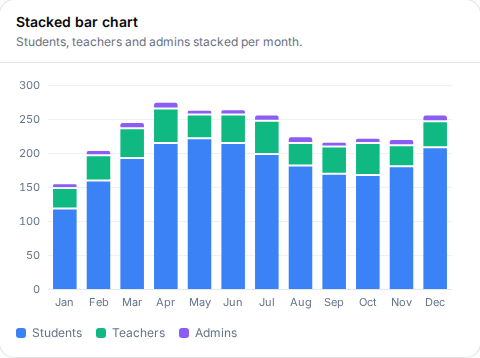 Stacked bar chart
Students, teachers and admins stacked per month.
300
250
200
150
100
50
0
Jan Feb Mar Apr May Jun Jul Aug Sep Oct Nov Dec
Students Teachers Admins